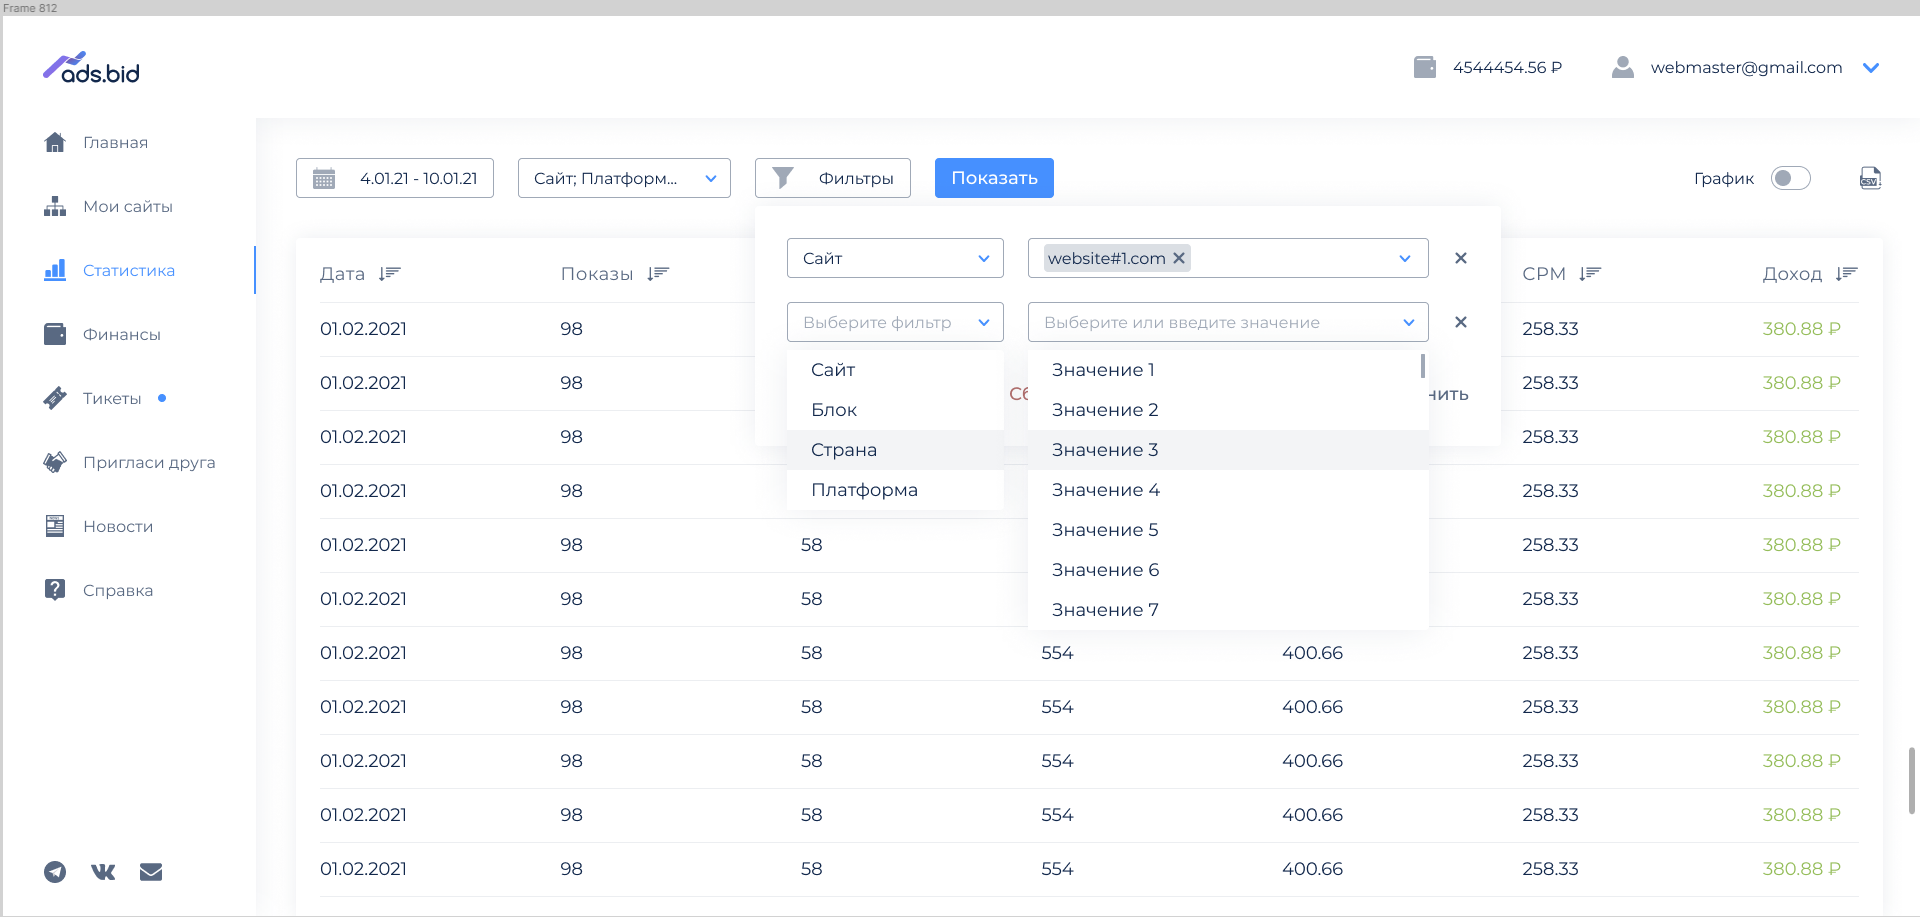 Frame 812
ads.bid
4544454.56 ₽
webmaster@gmail.com
Главная
Мои сайты
Статистика
Финансы
Тикеты
Пригласи друга
Новости
Справка
4.01.21 - 10.01.21
Сайт; Платформ...
Фильтры
Показать
График
CSV
Сайт
website#1.com
Выберите фильтр
Выберите или введите значение
Сайт
Блок
Страна
Платформа
Значение 1
Значение 2
Значение 3
Значение 4
Значение 5
Значение 6
Значение 7
Дата Показы CPM Доход
01.02.2021 98 258.33 380.88 ₽
01.02.2021 98 258.33 380.88 ₽
01.02.2021 98 258.33 380.88 ₽
01.02.2021 98 258.33 380.88 ₽
01.02.2021 98 58 258.33 380.88 ₽
01.02.2021 98 58 258.33 380.88 ₽
01.02.2021 98 58 554 400.66 258.33 380.88 ₽
01.02.2021 98 58 554 400.66 258.33 380.88 ₽
01.02.2021 98 58 554 400.66 258.33 380.88 ₽
01.02.2021 98 58 554 400.66 258.33 380.88 ₽
01.02.2021 98 58 554 400.66 258.33 380.88 ₽